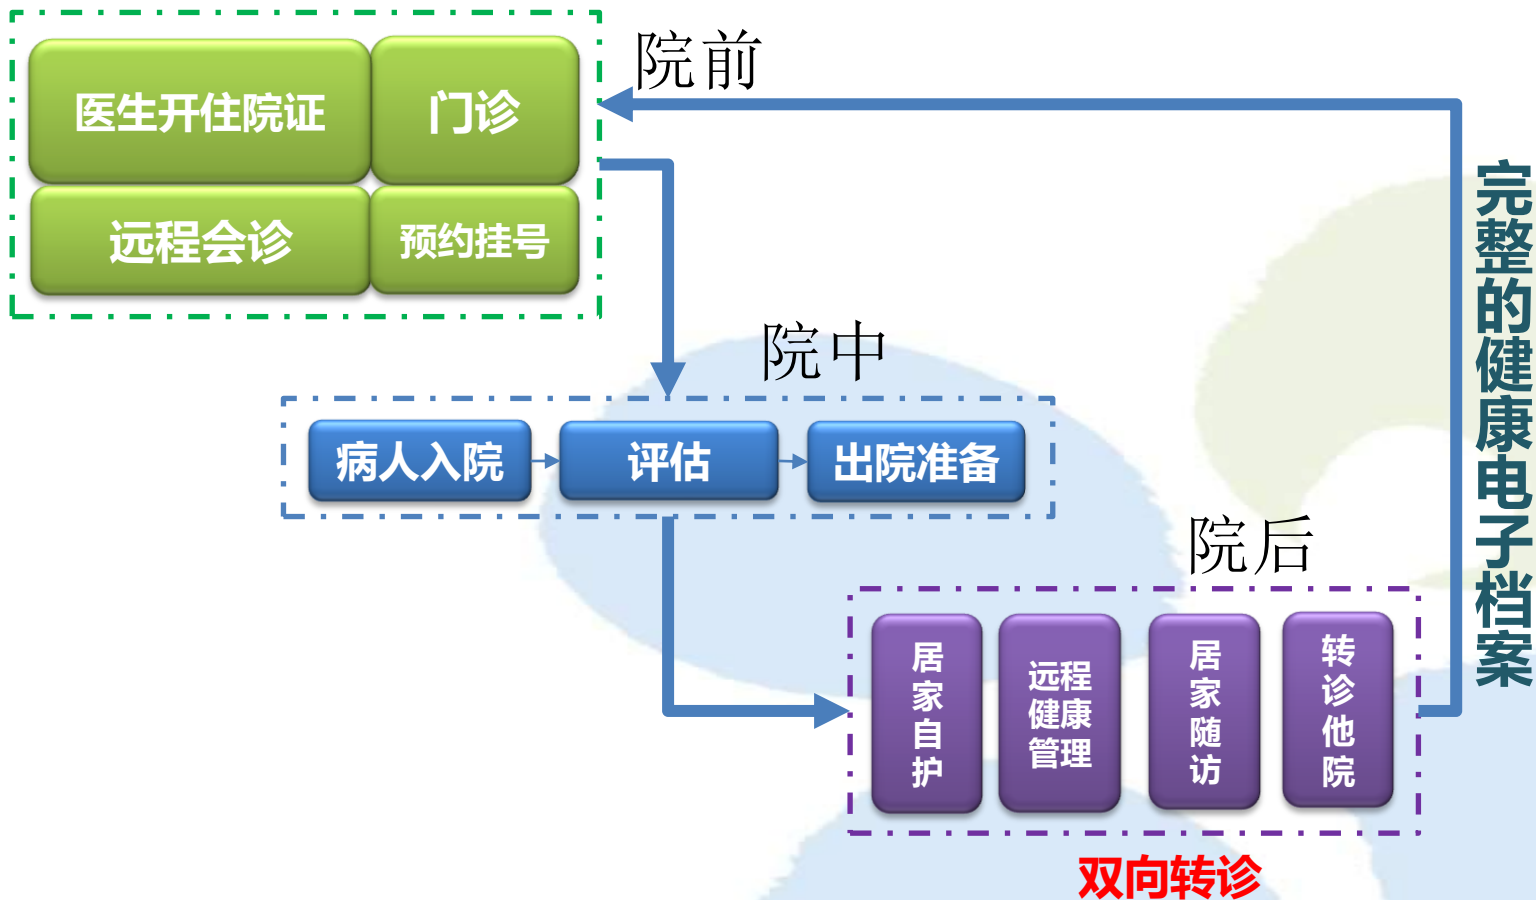 院前
医生开住院证
门诊
远程会诊
预约挂号
院中
病人入院
评估
出院准备
院后
居家自护
远程
健康
管理
居家随访
转诊他院
双向转诊
完整的健康电子档案